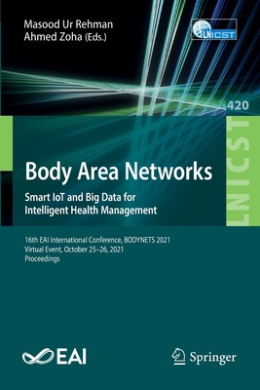 Masood Ur Rehman
Ahmed Zoha (Eds.)
LNICST
420
LNICST
Body Area Networks
Smart IoT and Big Data for
Intelligent Health Management
16th EAI International Conference, BODYNETS 2021
Virtual Event, October 25–26, 2021
Proceedings
EAI
Springer